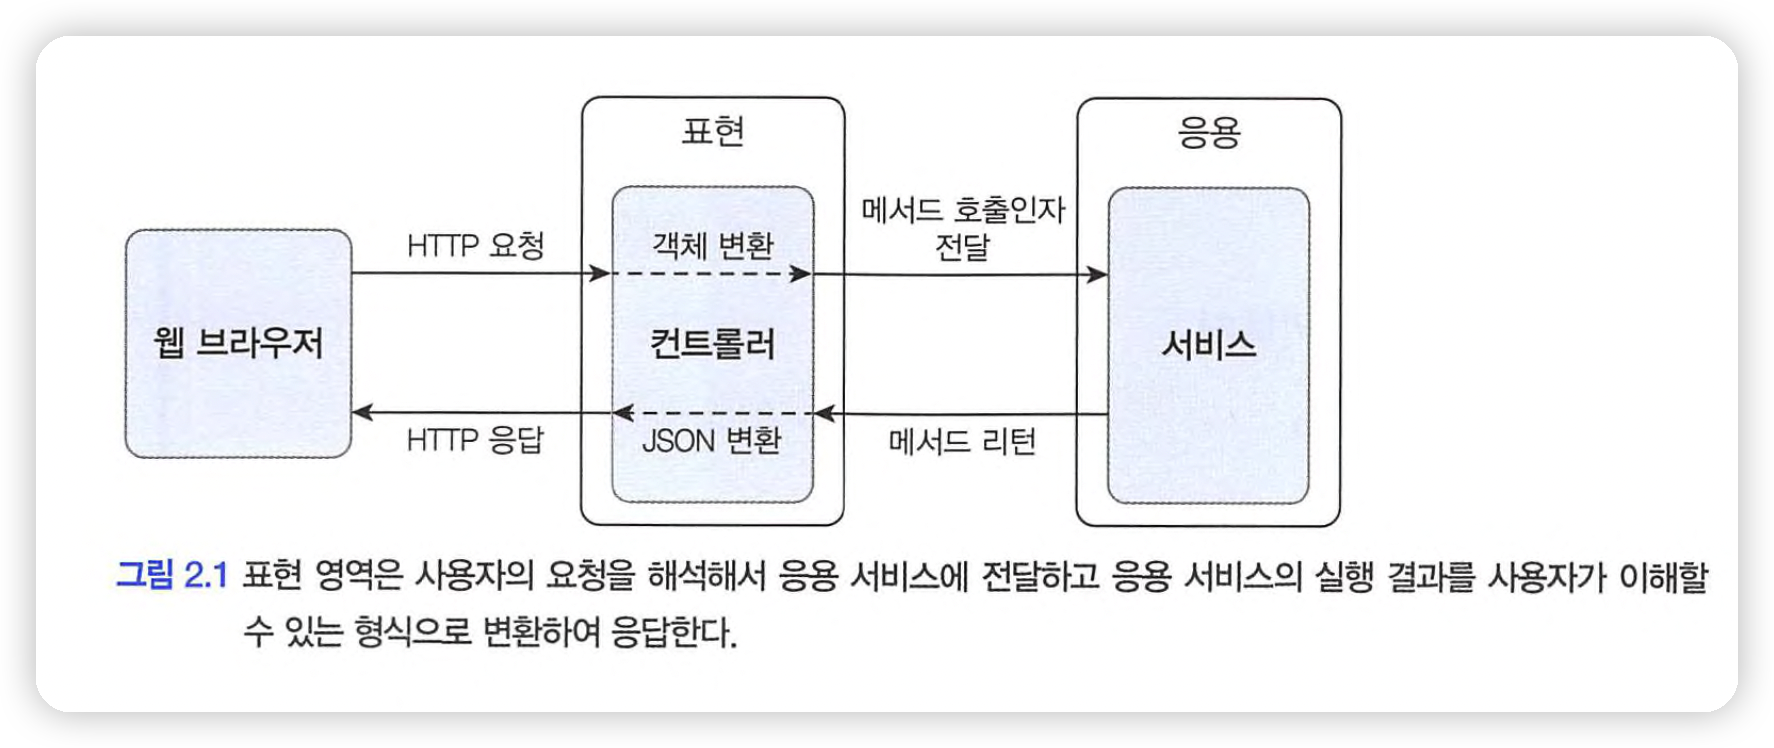 표현
응용
메서드 호출인자
전달
HTTP 요청
객체 변환
웹 브라우저
컨트롤러
서비스
HTTP 응답
JSON 변환
메서드 리턴
그림 2.1 표현 영역은 사용자의 요청을 해석해서 응용 서비스에 전달하고 응용 서비스의 실행 결과를 사용자가 이해할
수 있는 형식으로 변환하여 응답한다.